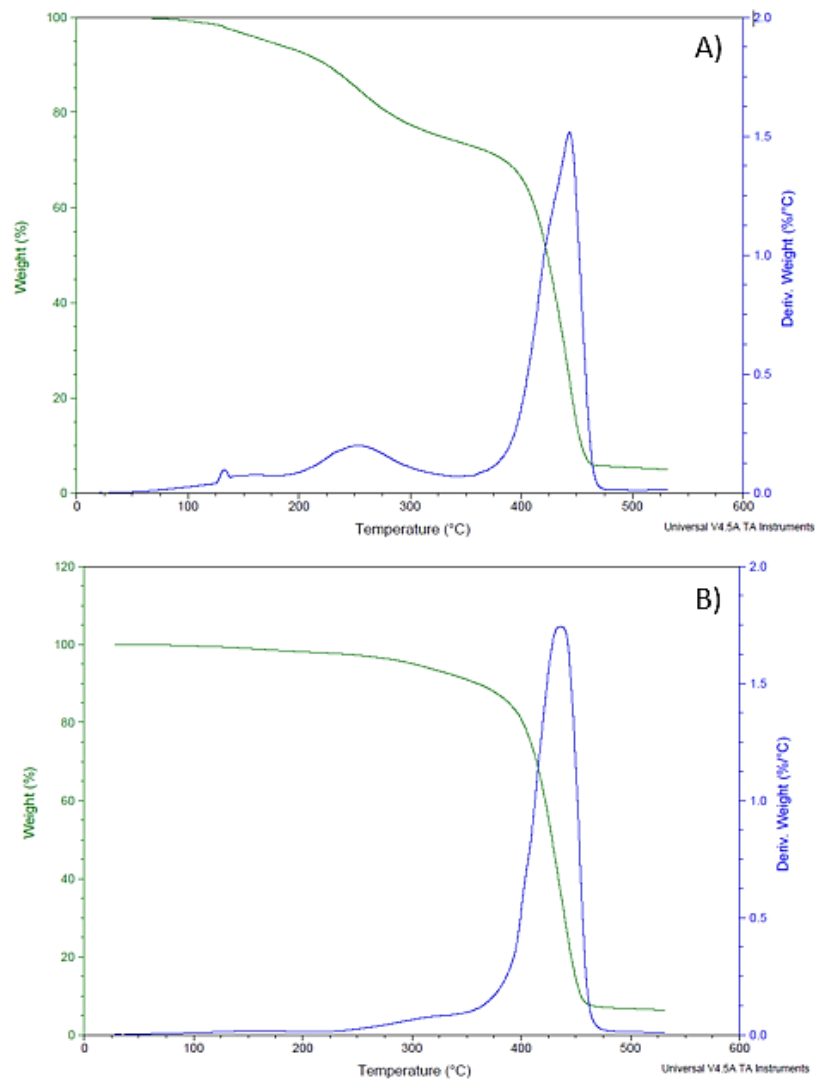 A)
100
80
60
40
20
0
Weight (%)
2.0
1.5
1.0
0.5
0.0
Deriv. Weight (%/°C)
0 100 200 300 400 500 600
Temperature (°C)
Universal V4.5A TA Instruments
B)
120
100
80
60
40
20
0
Weight (%)
2.0
1.5
1.0
0.5
0.0
Deriv. Weight (%/°C)
0 100 200 300 400 500 600
Temperature (°C)
Universal V4.5A TA Instruments